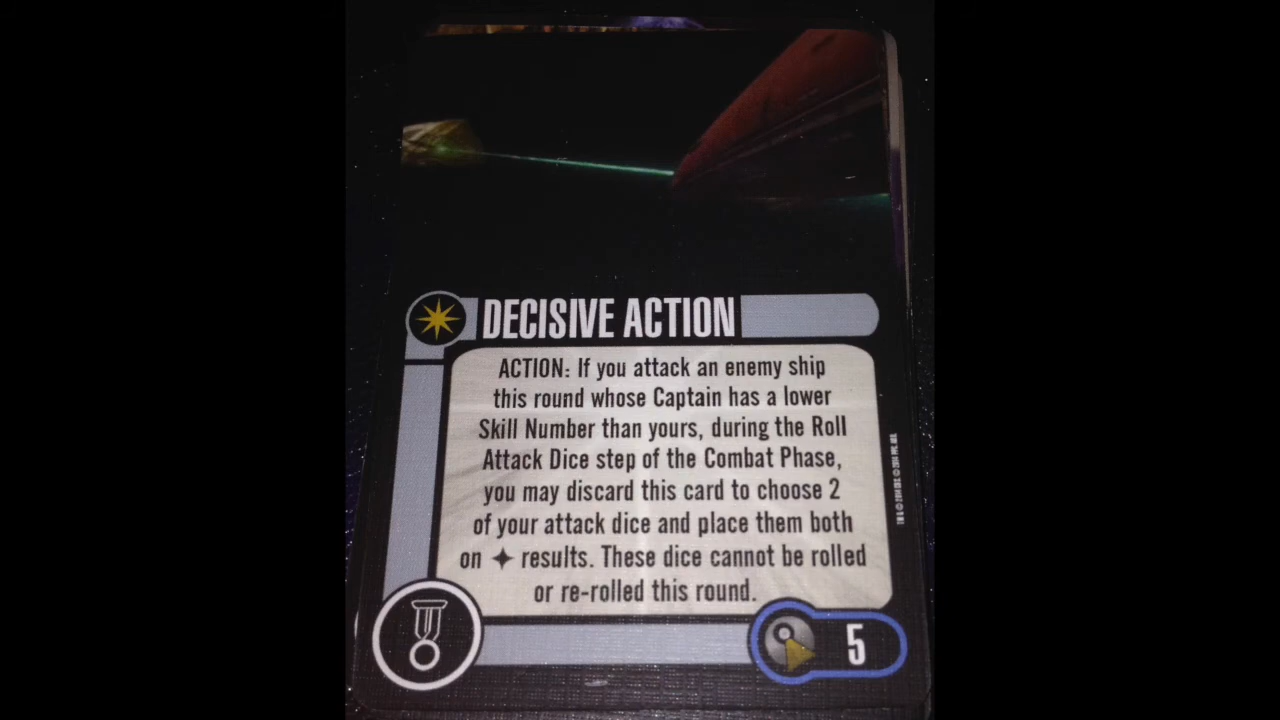 DECISIVE ACTION
ACTION: If you attack an enemy ship
this round whose Captain has a lower
Skill Number than yours, during the Roll
Attack Dice step of the Combat Phase,
you may discard this card to choose 2
of your attack dice and place them both
on ✦ results. These dice cannot be rolled
or re-rolled this round.
5